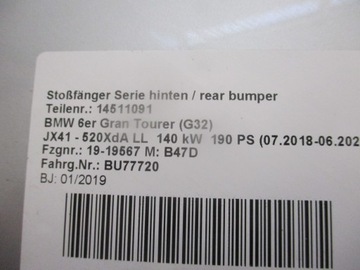 Stoßfänger Serie hinten / rear bumper
Teilenr.: 14511091
BMW 6er Gran Tourer (G32)
JX41 - 520XdA LL 140 kW 190 PS (07.2018-06.202
Fzgnr.: 19-19567 M: B47D
Fahrg.Nr.: BU77720
BJ: 01/2019